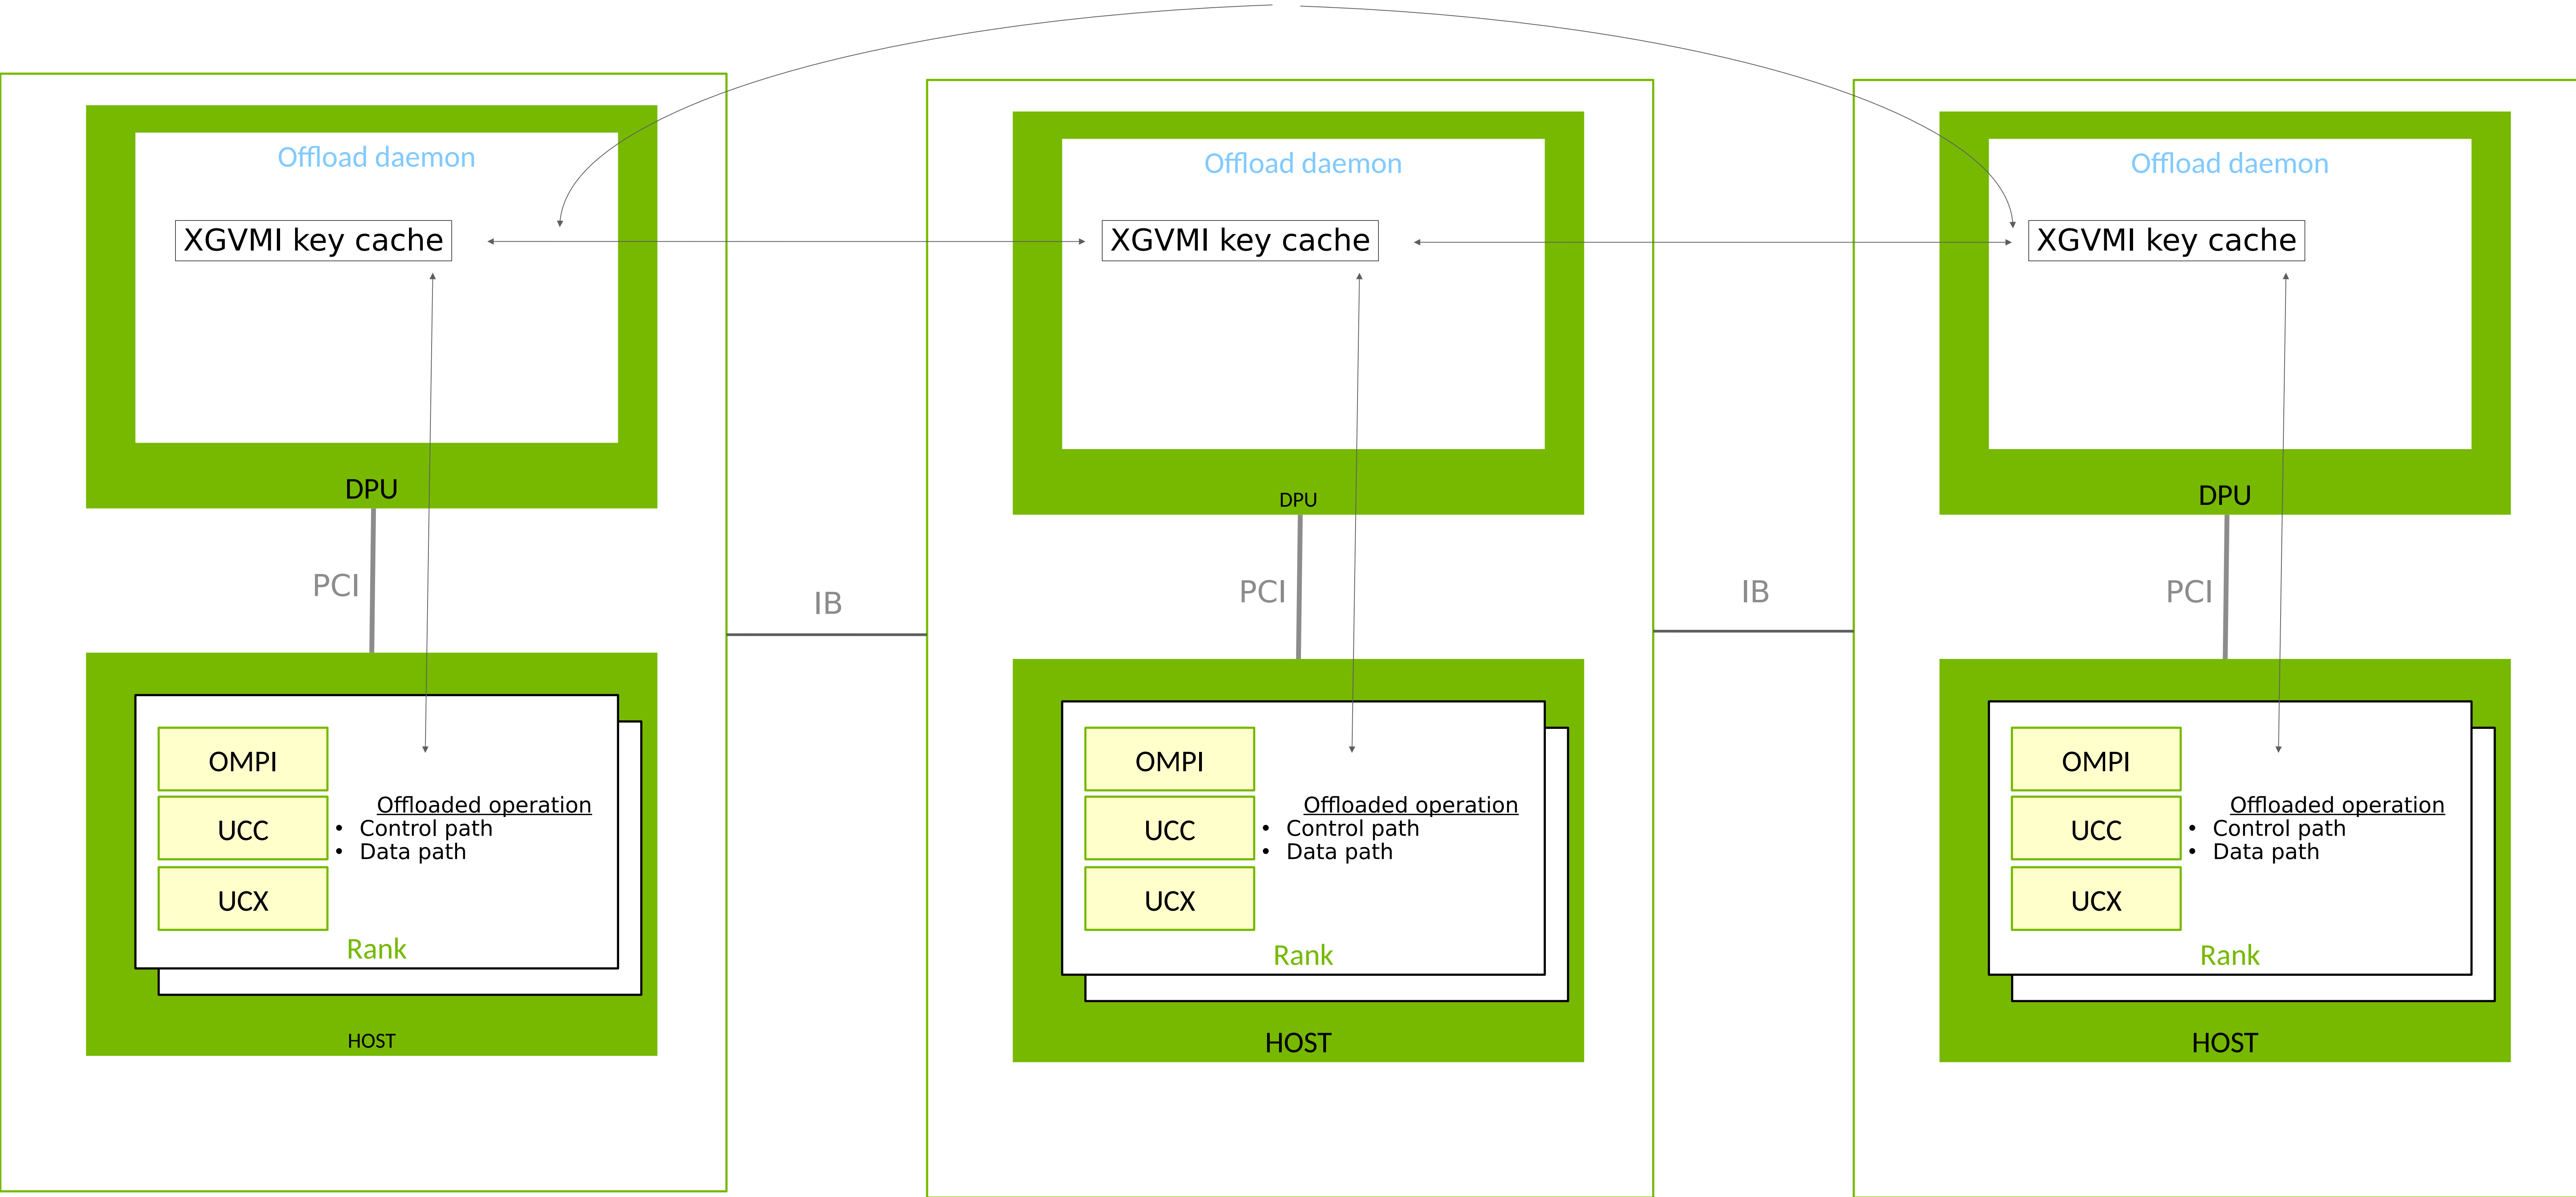 Offload daemon
XGVMI key cache
DPU
PCI
OMPI
UCC
UCX
Offloaded operation
• Control path
• Data path
Rank
HOST
IB
Offload daemon
XGVMI key cache
DPU
PCI
OMPI
UCC
UCX
Offloaded operation
• Control path
• Data path
Rank
HOST
IB
Offload daemon
XGVMI key cache
DPU
PCI
OMPI
UCC
UCX
Offloaded operation
• Control path
• Data path
Rank
HOST